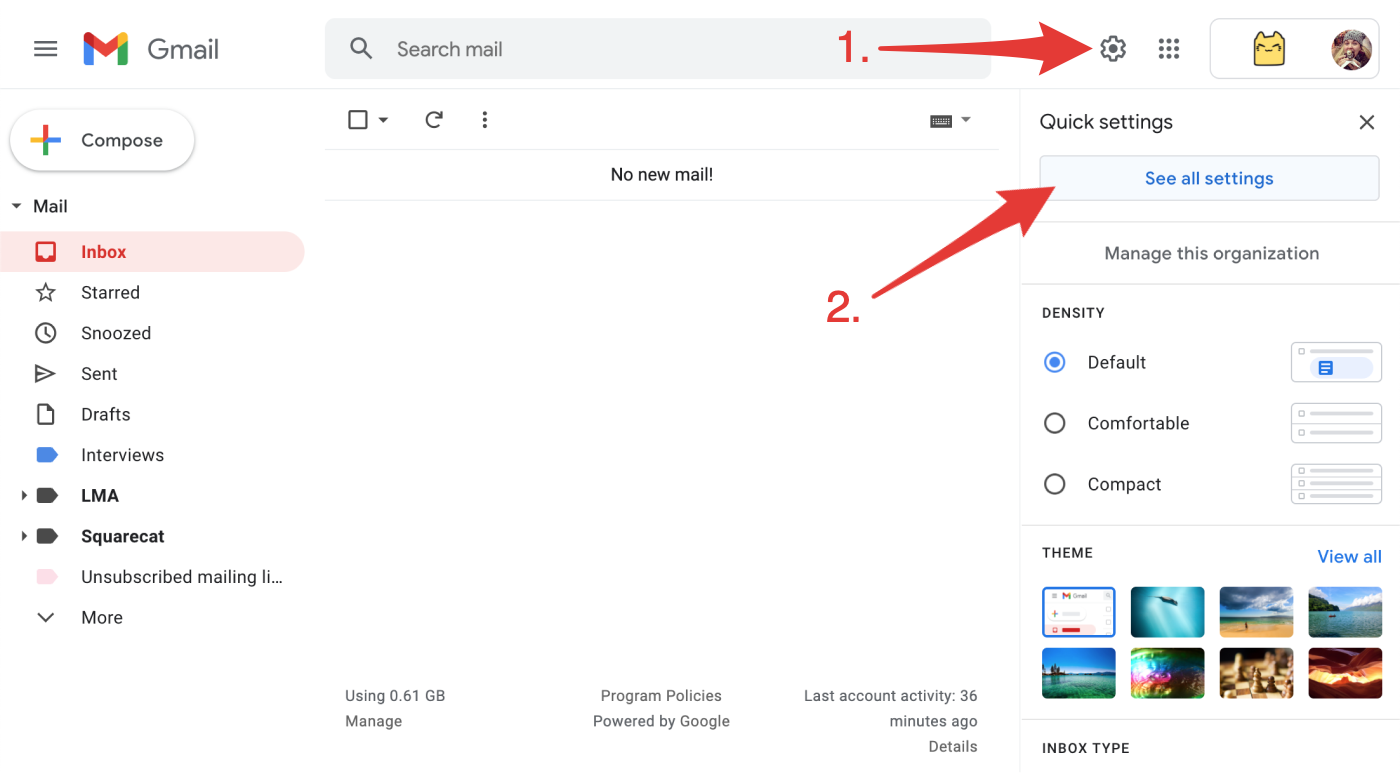 Gmail
Search mail
1.
Compose
Mail
Inbox
Starred
Snoozed
Sent
Drafts
Interviews
LMA
Squarecat
Unsubscribed mailing li...
More
No new mail!
2.
Using 0.61 GB
Manage
Program Policies
Powered by Google
Last account activity: 36
minutes ago
Details
Quick settings
See all settings
Manage this organization
DENSITY
Default
Comfortable
Compact
THEME
View all
Gmail
INBOX TYPE